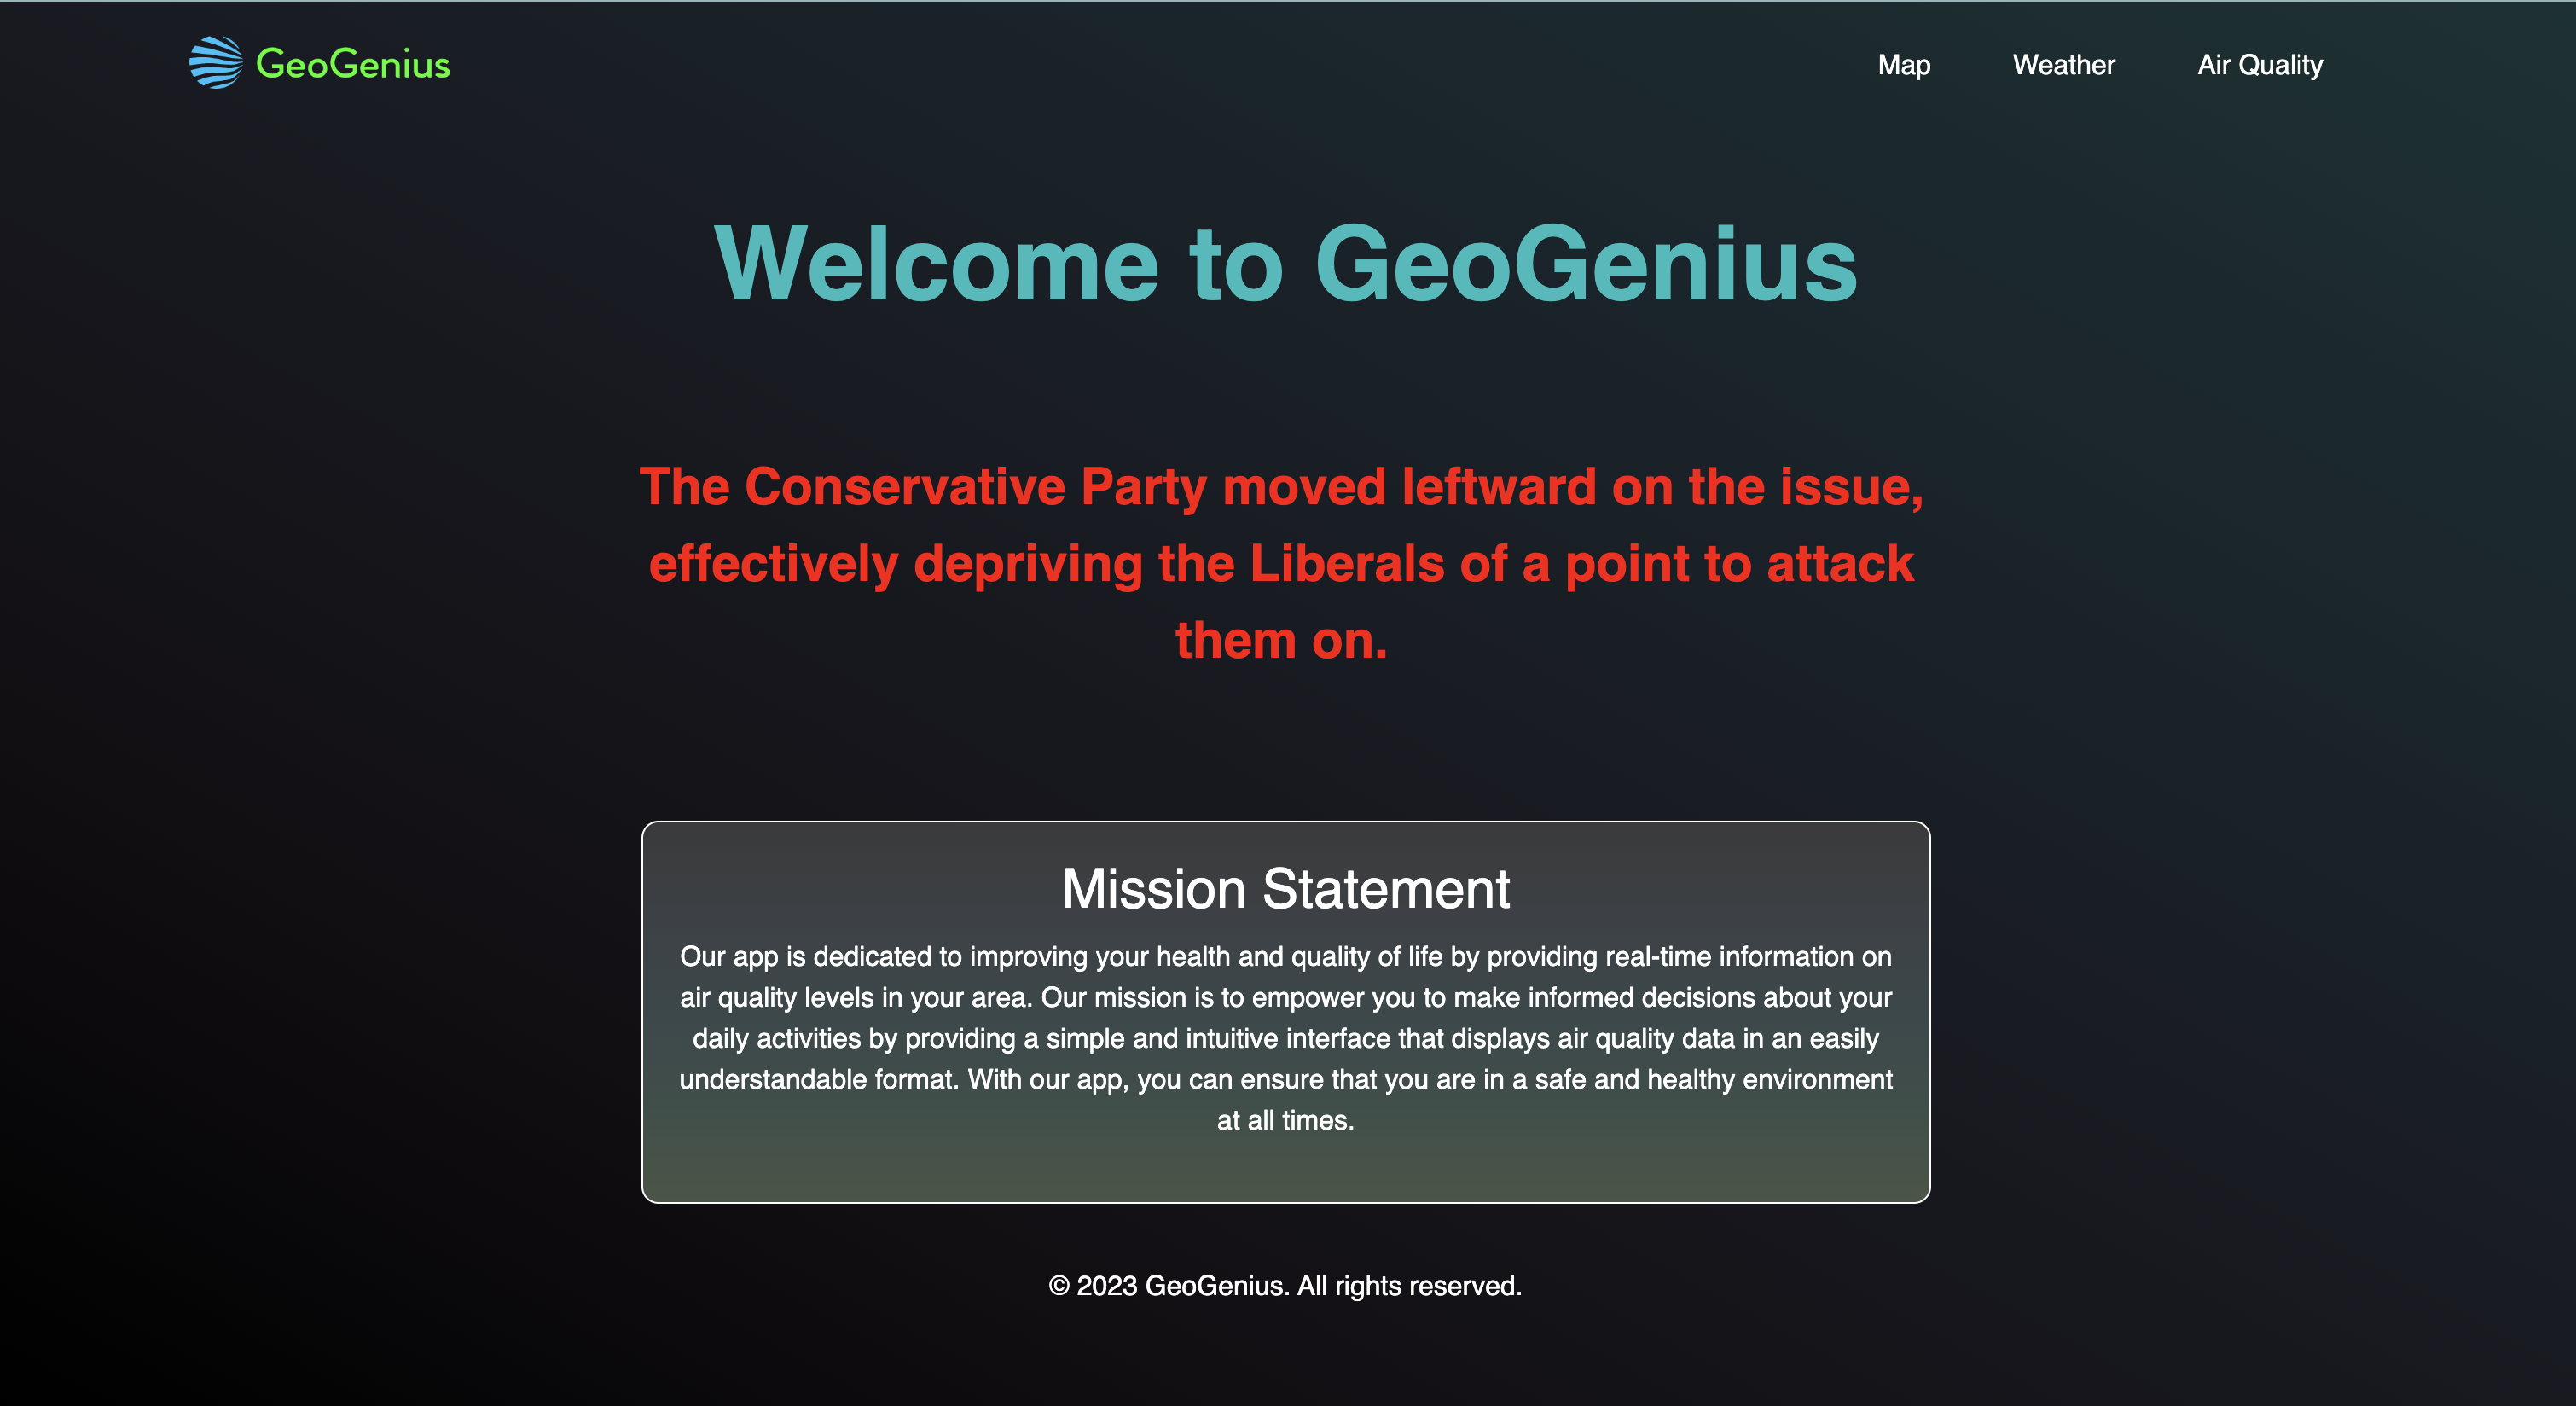 GeoGenius
Map
Weather
Air Quality
Welcome to GeoGenius
The Conservative Party moved leftward on the issue,
effectively depriving the Liberals of a point to attack
them on.
Mission Statement
Our app is dedicated to improving your health and quality of life by providing real-time information on
air quality levels in your area. Our mission is to empower you to make informed decisions about your
daily activities by providing a simple and intuitive interface that displays air quality data in an easily
understandable format. With our app, you can ensure that you are in a safe and healthy environment
at all times.
© 2023 GeoGenius. All rights reserved.